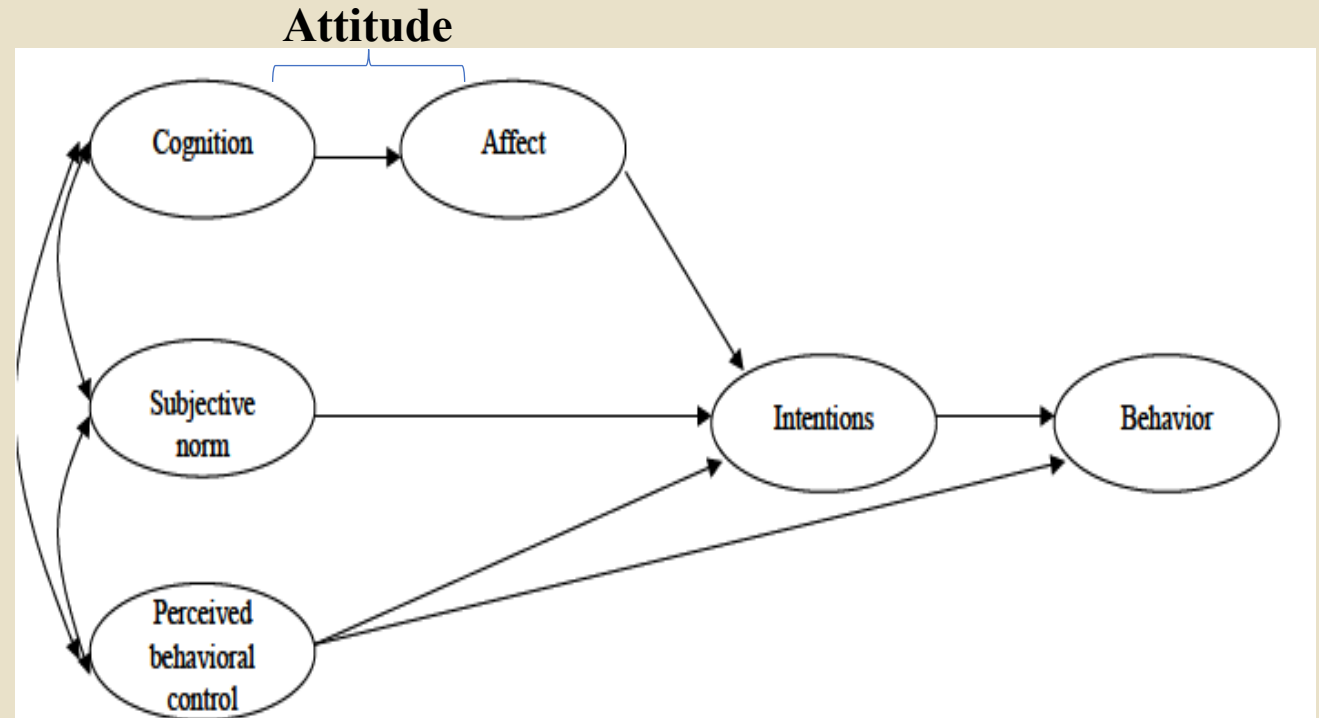 Attitude
Cognition
Affect
Subjective
norm
Intentions
Behavior
Perceived
behavioral
control